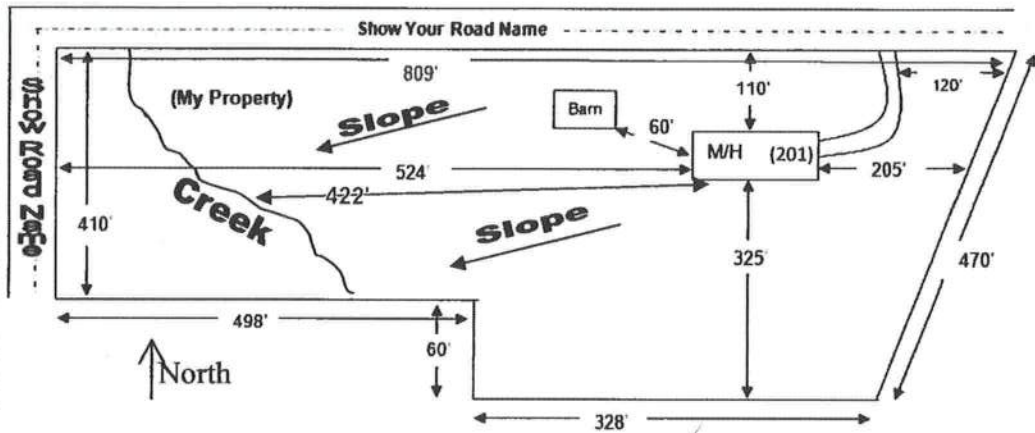 Show Your Road Name
809'
120'
110'
(My Property)
Slope
Barn
60'
M/H (201)
Show Road Name
524'
205'
422'
Creek
Slope
410'
325'
470'
498'
60'
North
328'